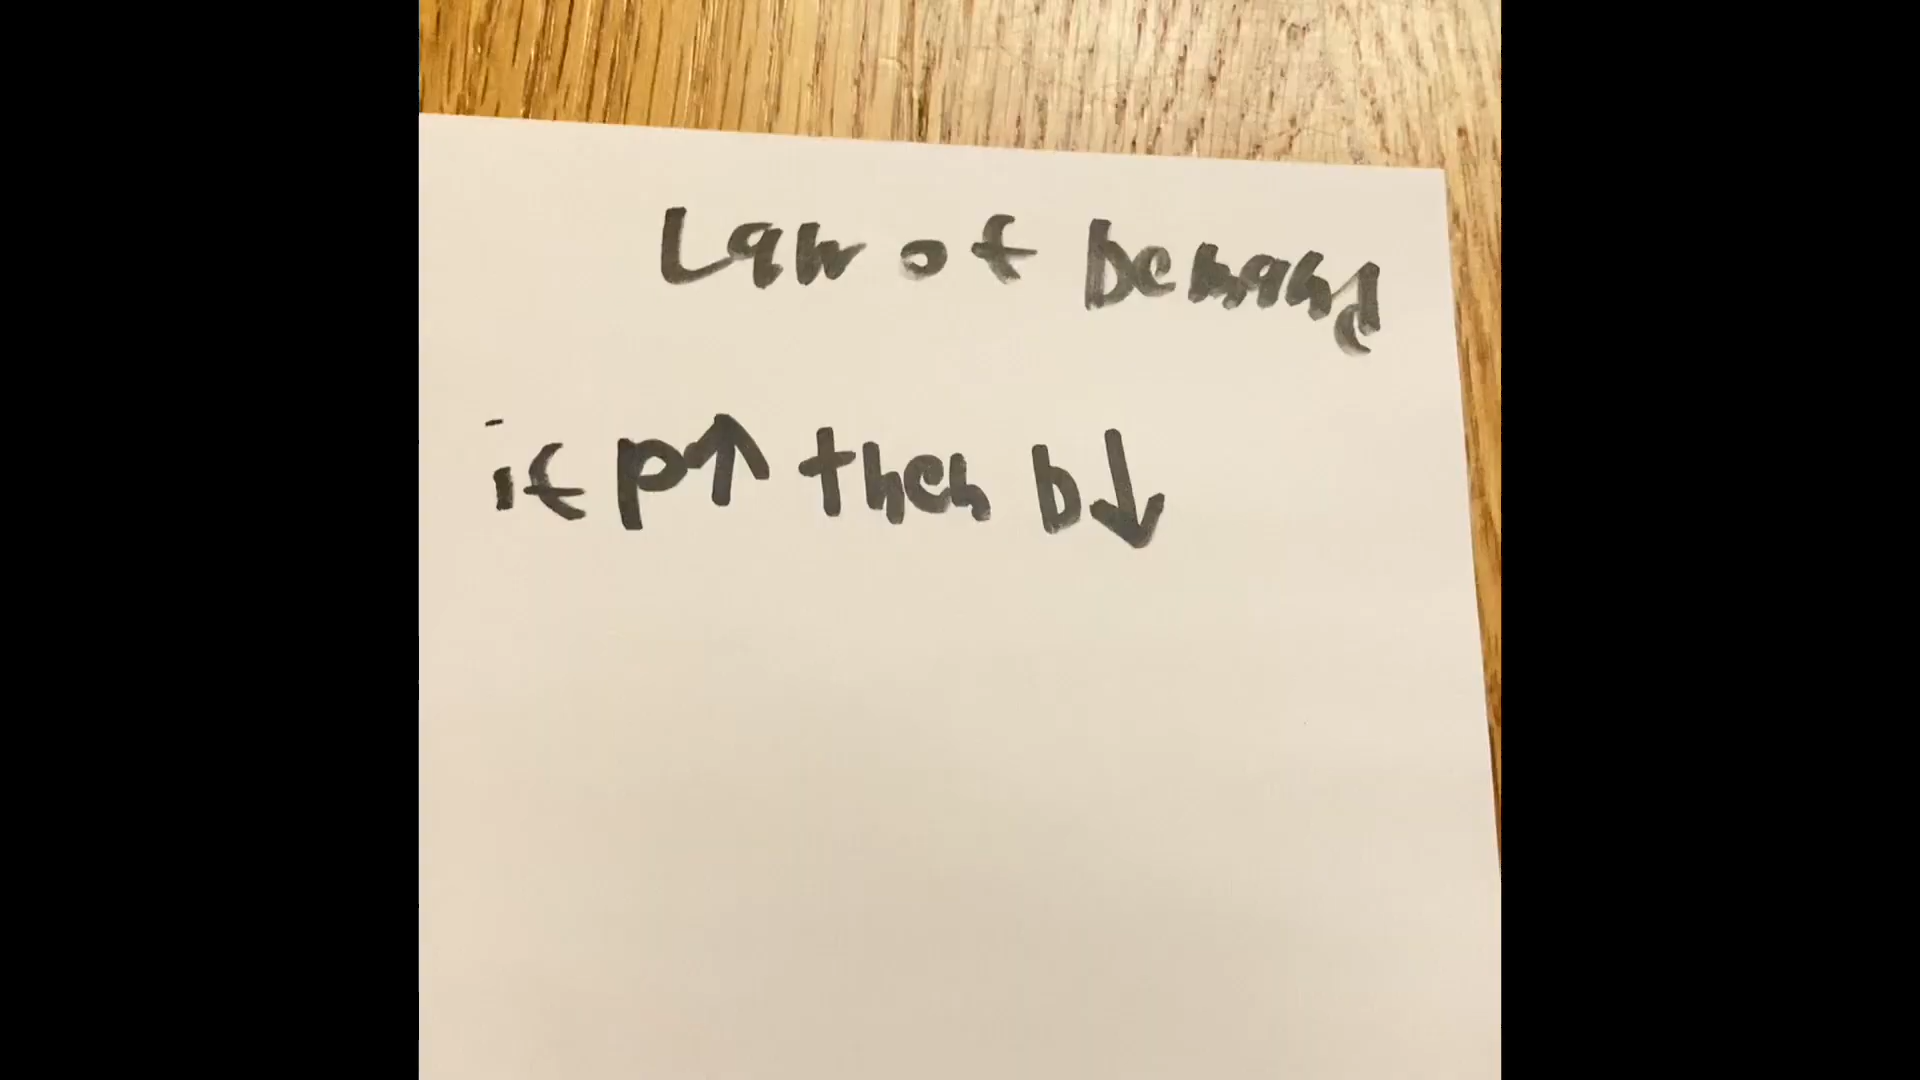 Law of Demand
if P↑ then D↓